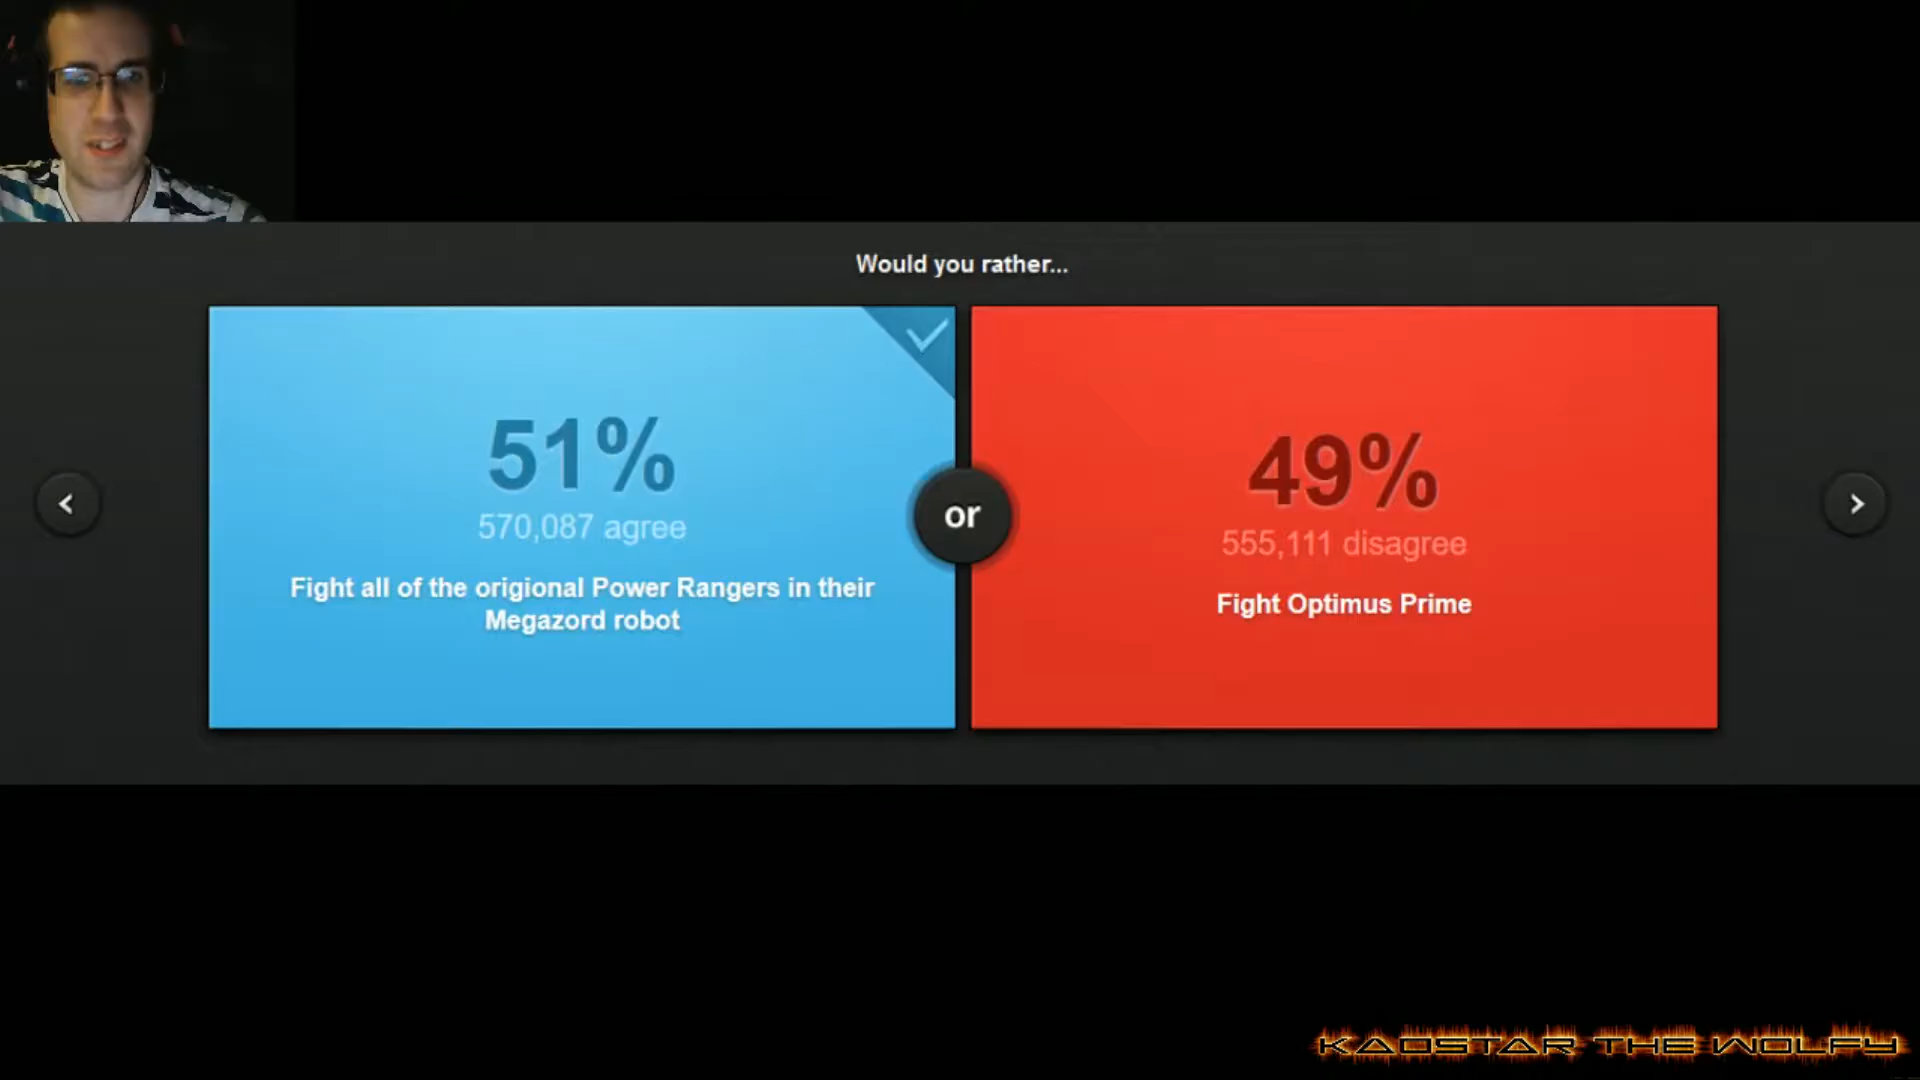 Would you rather...
51%
570,087 agree
Fight all of the origional Power Rangers in their
Megazord robot
or
49%
555,111 disagree
Fight Optimus Prime
KAOSTAR THE WOLFY